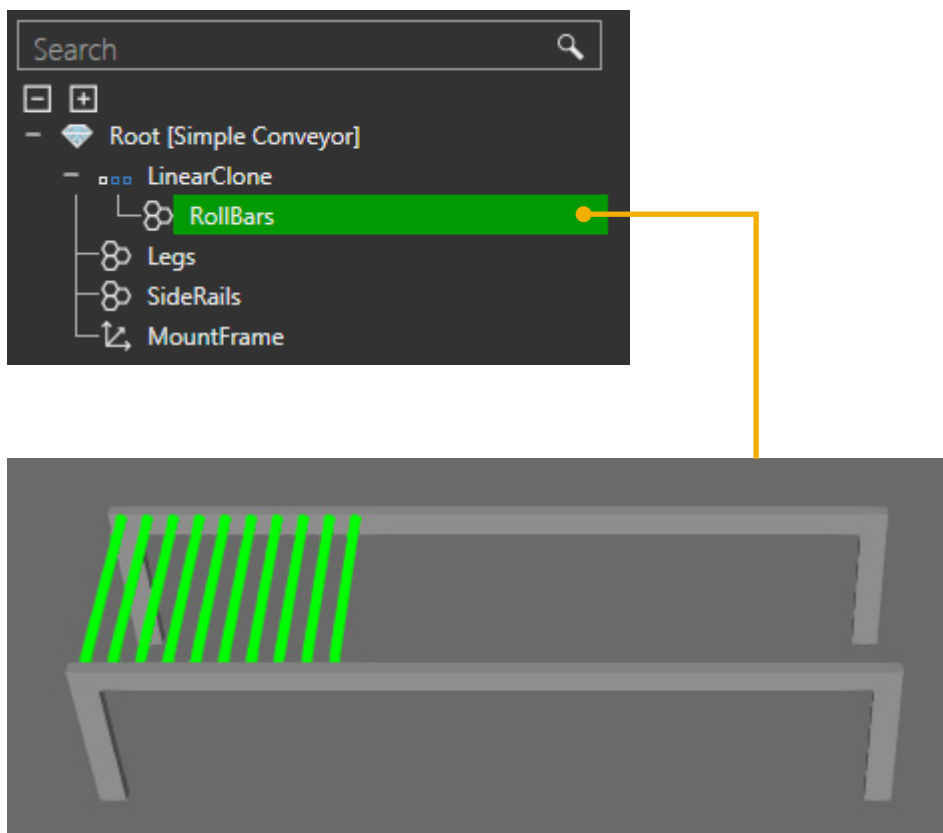 Search
Root [Simple Conveyor]
LinearClone
RollBars
Legs
SideRails
MountFrame